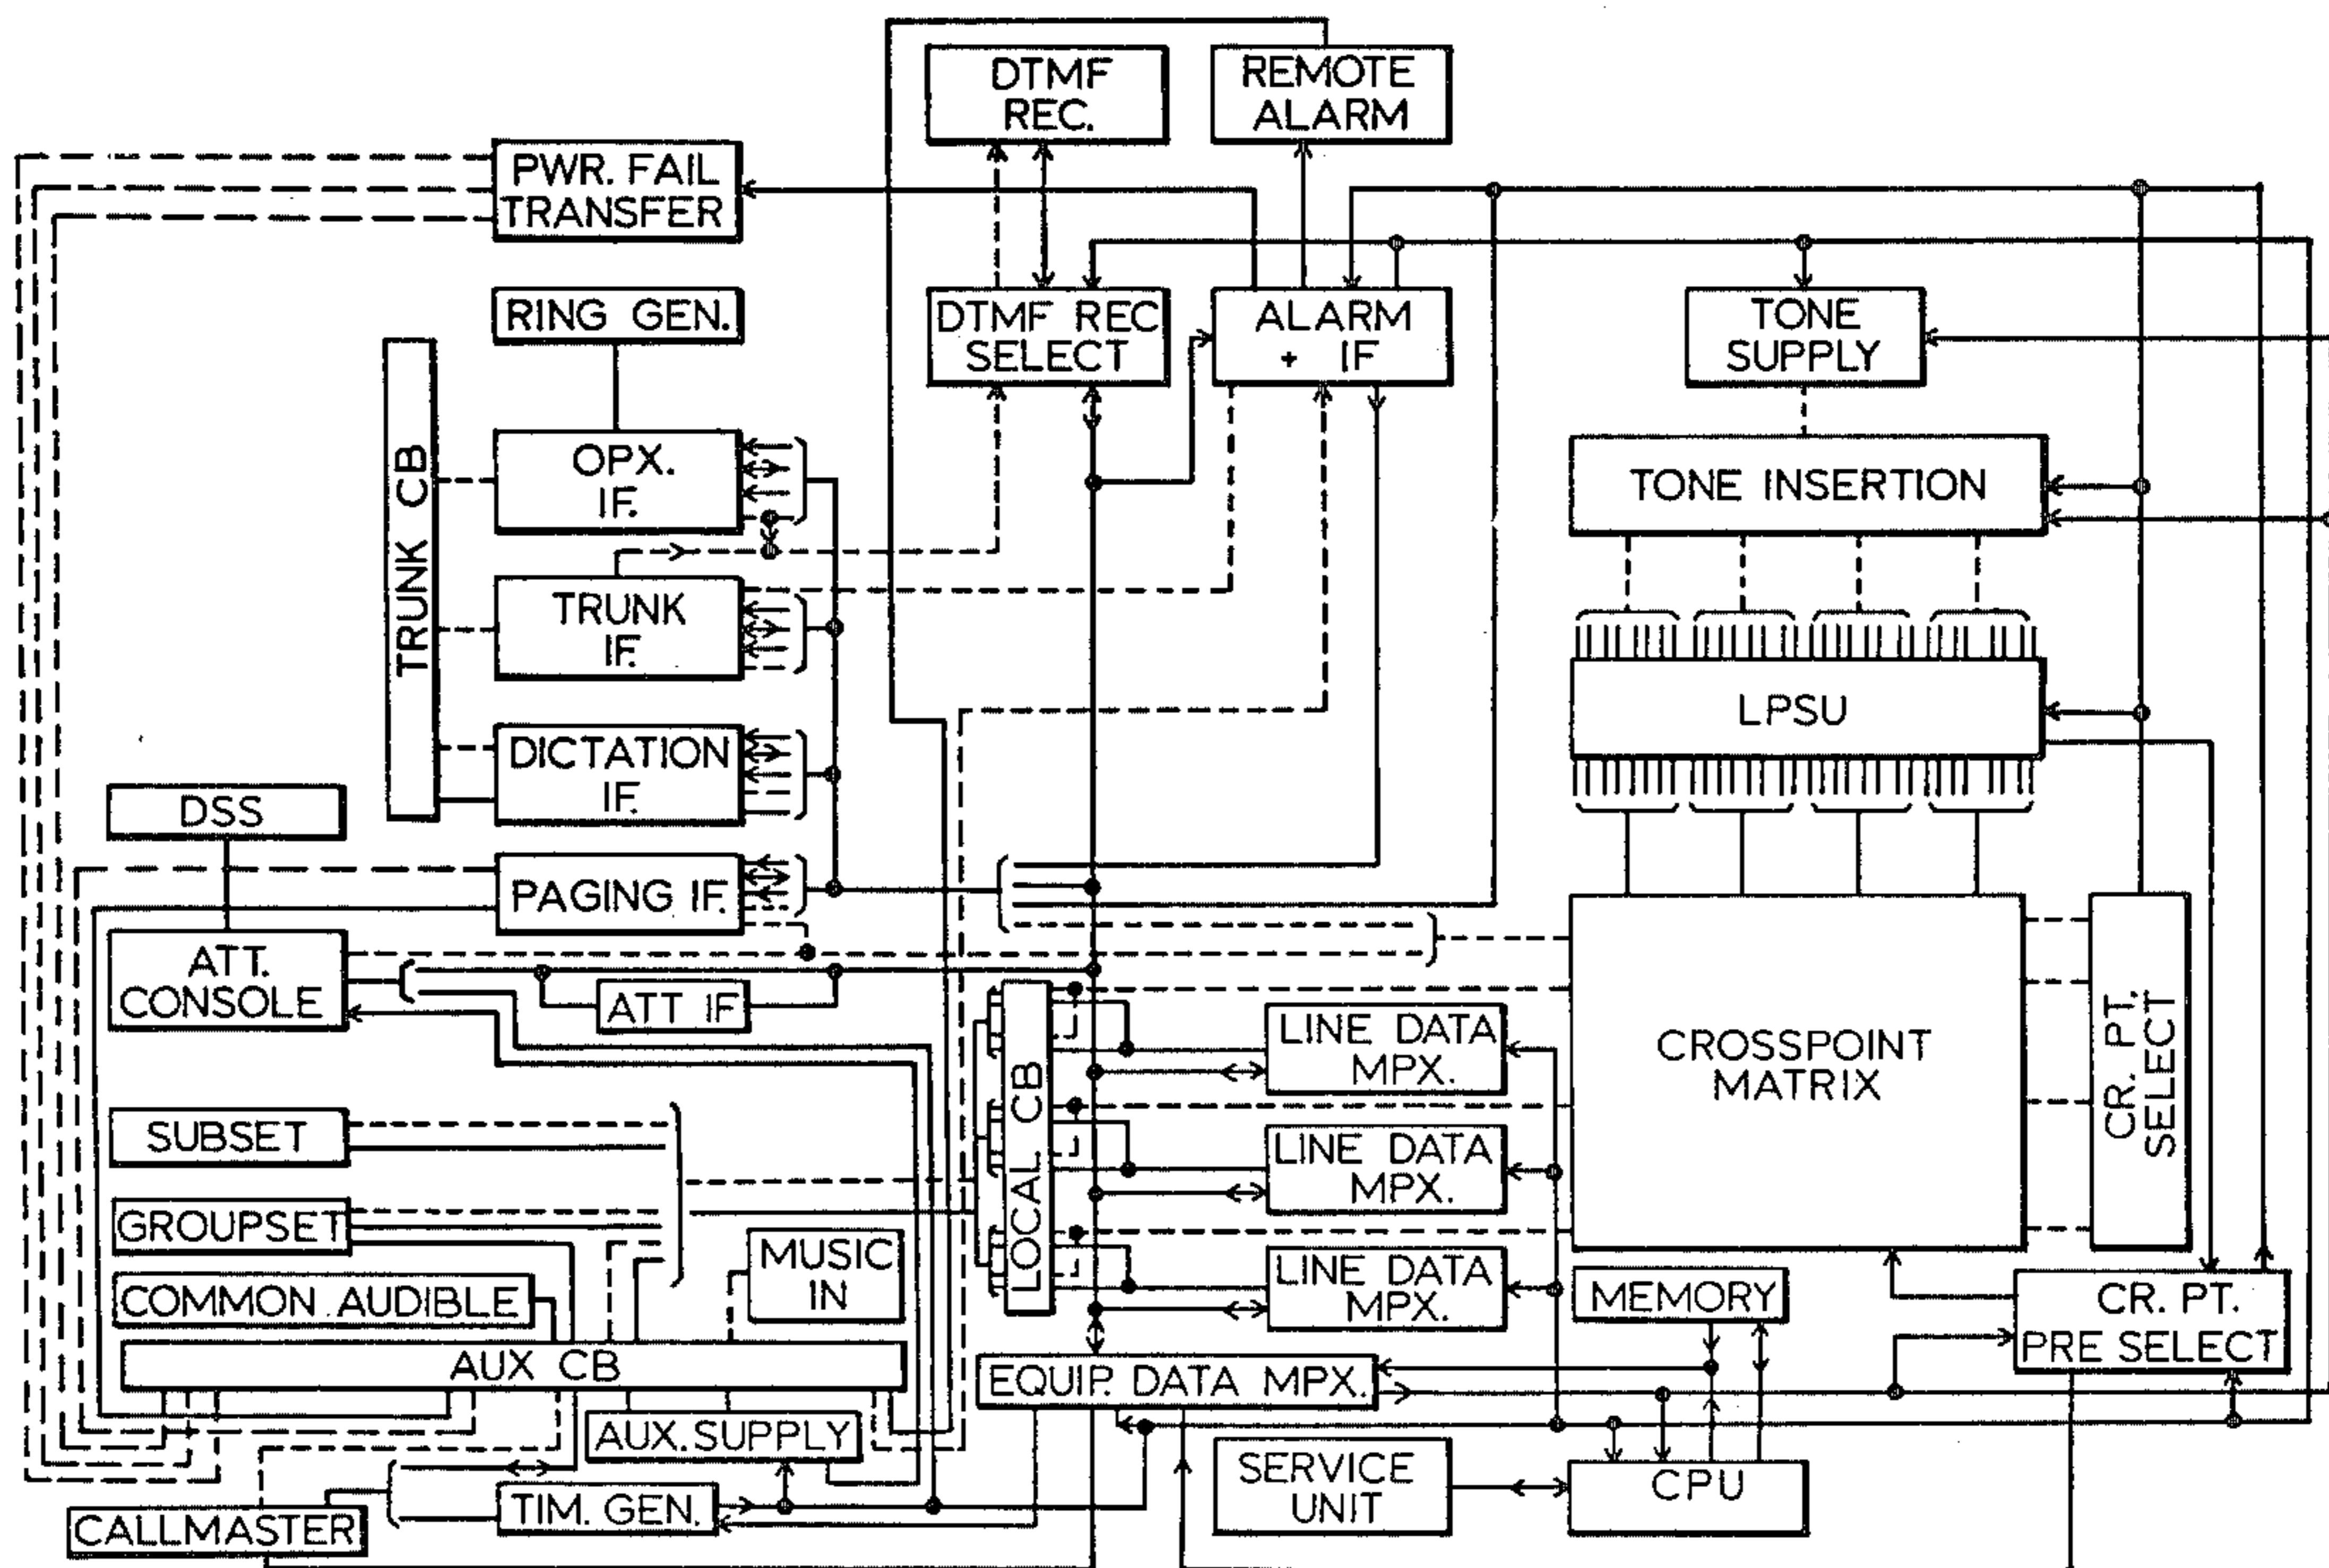 DTMF
REC.
REMOTE
ALARM
PWR. FAIL
TRANSFER
RING GEN.
DTMF REC
SELECT
ALARM
+ IF
TONE
SUPPLY
TRUNK CB
OPX.
IF.
TONE INSERTION
TRUNK
IF.
LPSU
DICTATION
IF.
DSS
PAGING IF.
ATT.
CONSOLE
ATT IF
LOCAL CB
LINE DATA
MPX.
CROSSPOINT
MATRIX
CR. PT.
SELECT
SUBSET
LINE DATA
MPX.
GROUPSET
MUSIC
IN
LINE DATA
MPX.
COMMON AUDIBLE
MEMORY
CR. PT.
PRE SELECT
AUX CB
EQUIP. DATA MPX.
AUX. SUPPLY
SERVICE
UNIT
CPU
TIM. GEN.
CALLMASTER